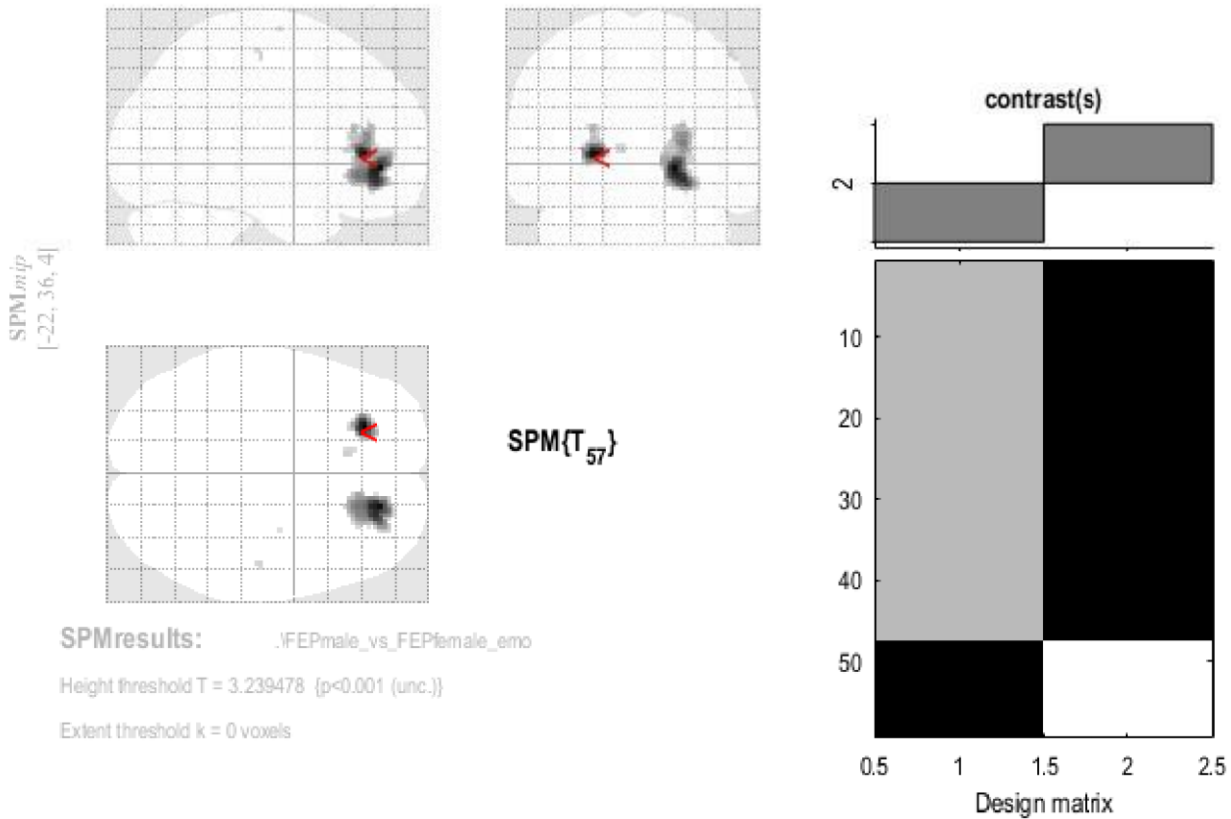 contrast(s)
2
SPMmip
[-22, 36, 4]
10
20
30
40
50
SPM{T57}
SPMresults: .\FEPmale_vs_FEPfemale_emo
Height threshold T = 3.239478 {p<0.001 (unc.)}
Extent threshold k = 0 voxels
0.5 1 1.5 2 2.5
Design matrix